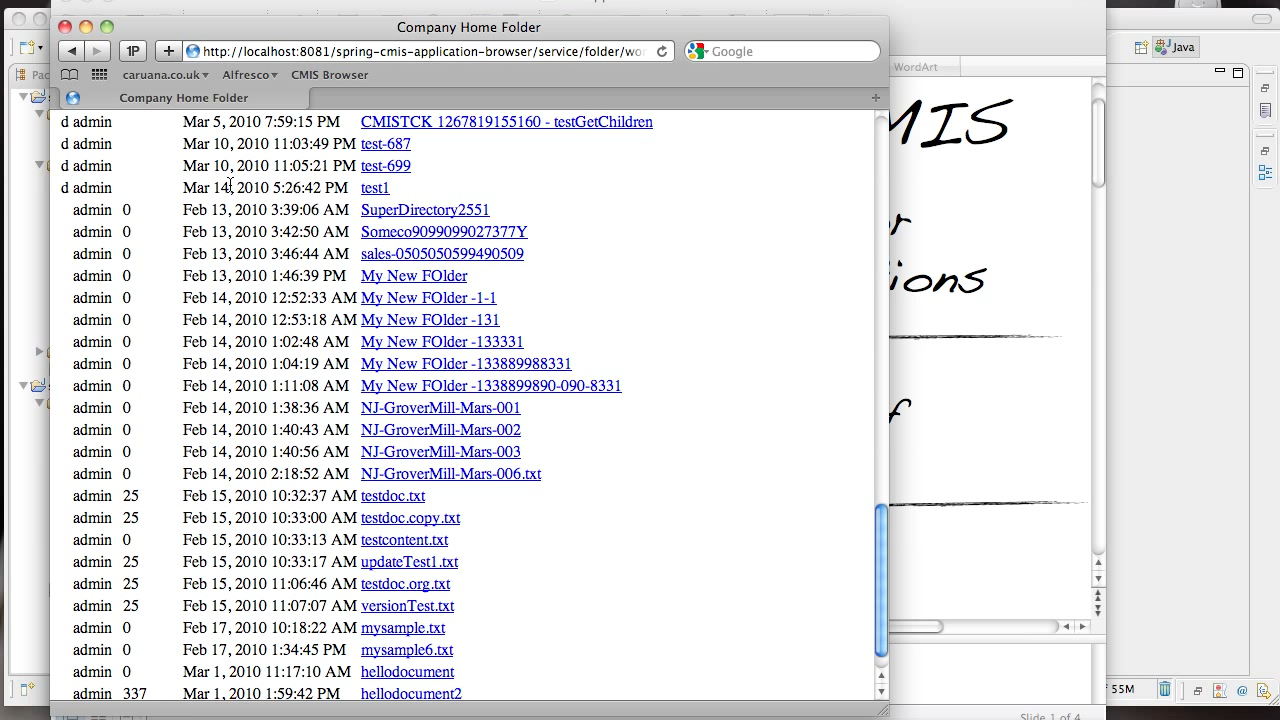 Company Home Folder
1P
http://localhost:8081/spring-cmis-application-browser/service/folder/wor
Google
caruana.co.uk Alfresco CMIS Browser
Company Home Folder
d admin Mar 5, 2010 7:59:15 PM CMISTCK 1267819155160 - testGetChildren
d admin Mar 10, 2010 11:03:49 PM test-687
d admin Mar 10, 2010 11:05:21 PM test-699
d admin Mar 14, 2010 5:26:42 PM test1
admin 0 Feb 13, 2010 3:39:06 AM SuperDirectory2551
admin 0 Feb 13, 2010 3:42:50 AM Someco9099099027377Y
admin 0 Feb 13, 2010 3:46:44 AM sales-0505050599490509
admin 0 Feb 13, 2010 1:46:39 PM My New FOlder
admin 0 Feb 14, 2010 12:52:33 AM My New FOlder -1-1
admin 0 Feb 14, 2010 12:53:18 AM My New FOlder -131
admin 0 Feb 14, 2010 1:02:08 AM My New FOlder -133331
admin 0 Feb 14, 2010 1:04:19 AM My New FOlder -133889988331
admin 0 Feb 14, 2010 1:11:08 AM My New FOlder -1338899890-090-8331
admin 0 Feb 14, 2010 1:38:36 AM NJ-GroverMill-Mars-001
admin 0 Feb 14, 2010 1:40:43 AM NJ-GroverMill-Mars-002
admin 0 Feb 14, 2010 1:40:56 AM NJ-GroverMill-Mars-003
admin 0 Feb 14, 2010 2:18:52 AM NJ-GroverMill-Mars-006.txt
admin 25 Feb 15, 2010 10:32:37 AM testdoc.txt
admin 25 Feb 15, 2010 10:33:00 AM testdoc.copy.txt
admin 0 Feb 15, 2010 10:33:13 AM testcontent.txt
admin 25 Feb 15, 2010 10:33:17 AM updateTest1.txt
admin 25 Feb 15, 2010 11:06:46 AM testdoc.org.txt
admin 25 Feb 15, 2010 11:07:07 AM versionTest.txt
admin 0 Feb 17, 2010 10:18:22 AM mysample.txt
admin 0 Feb 17, 2010 1:34:45 PM mysample6.txt
admin 0 Mar 1, 2010 11:17:10 AM hellodocument
admin 337 Mar 1, 2010 1:59:42 PM hellodocument2
Pac
WordArt
MIS
r
ions
f
Slide 1 of 4
Java
55M